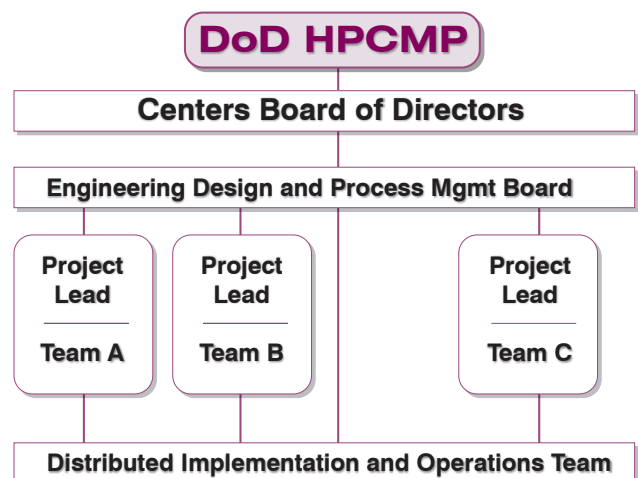 DoD HPCMP
Centers Board of Directors
Engineering Design and Process Mgmt Board
Project
Lead
Team A
Project
Lead
Team B
Project
Lead
Team C
Distributed Implementation and Operations Team